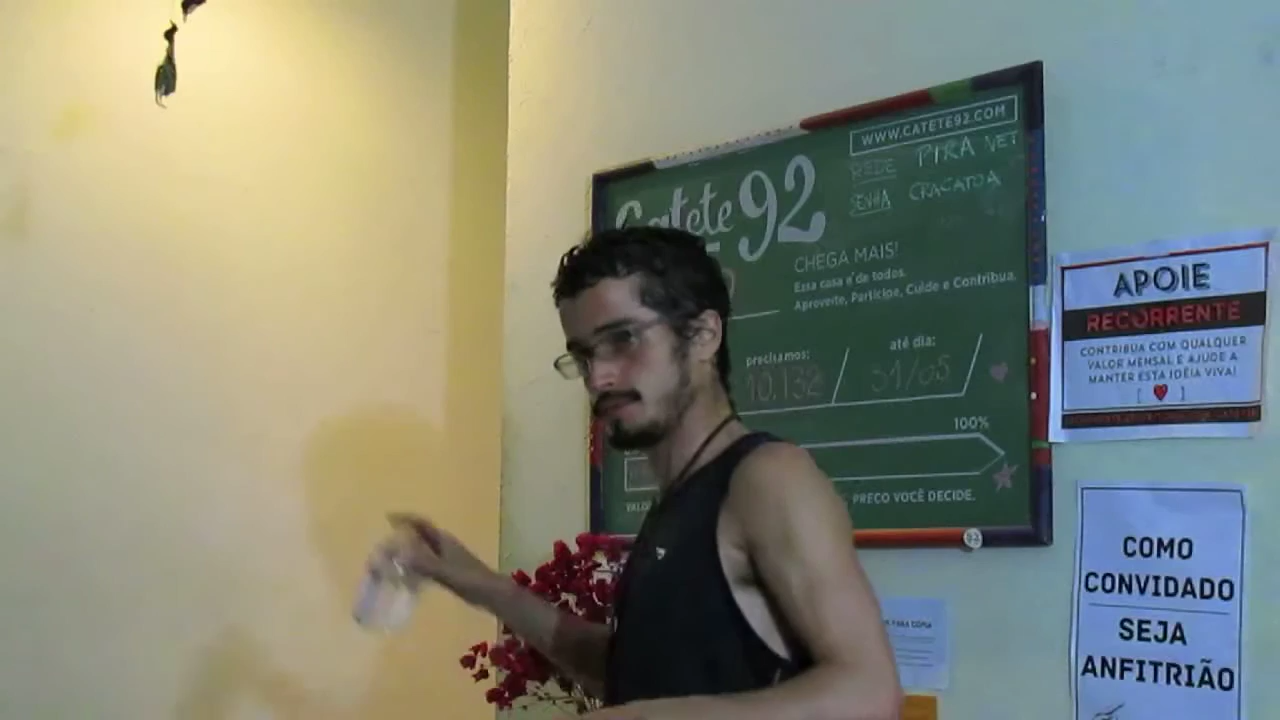 WWW.CATETE92.COM
REDE PIRA NET
SENHA CRACATOA
Catete 92
CHEGA MAIS!
Essa casa é de todos.
Aproveite, Participe, Cuide e Contribua.
precisamos:
10.132
até dia:
31/05
100%
PREÇO VOCÊ DECIDE.
92
APOIE
RECORRENTE
CONTRIBUA COM QUALQUER
VALOR MENSAL E AJUDE A
MANTER ESTA IDEIA VIVA!
COMO
CONVIDADO
SEJA
ANFITRIÃO